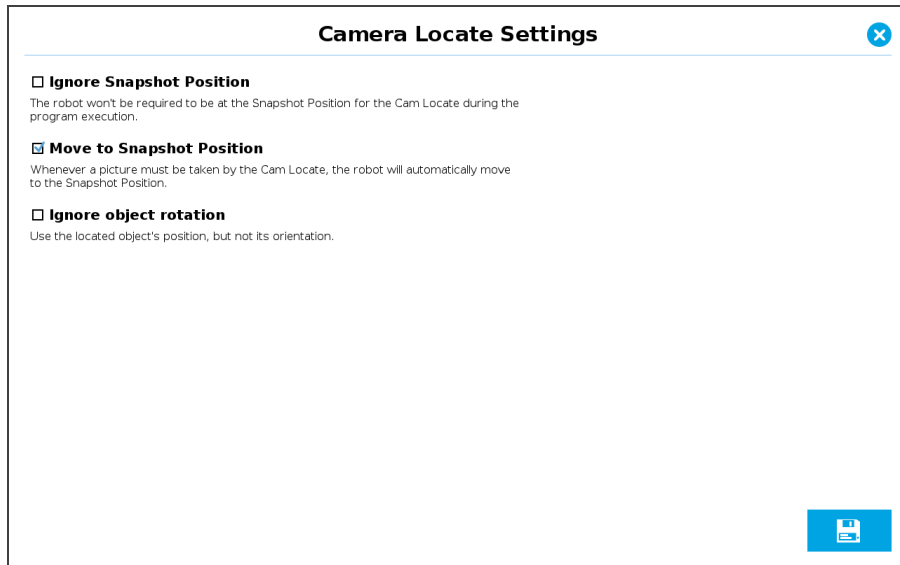 Camera Locate Settings
Ignore Snapshot Position
The robot won't be required to be at the Snapshot Position for the Cam Locate during the
program execution.
Move to Snapshot Position
Whenever a picture must be taken by the Cam Locate, the robot will automatically move
to the Snapshot Position.
Ignore object rotation
Use the located object's position, but not its orientation.